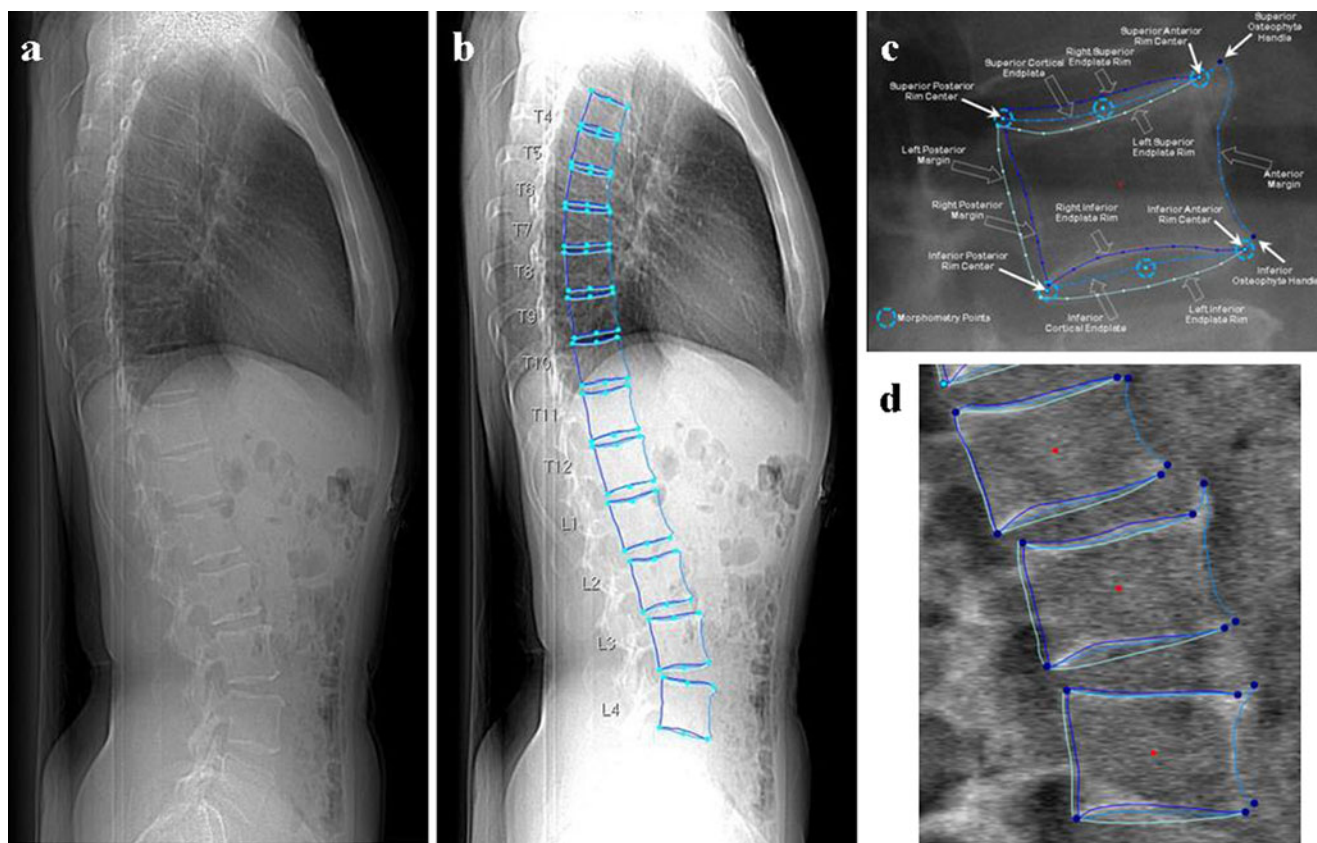 a
b
T4
T5
T6
T7
T8
T9
T10
T11
T12
L1
L2
L3
L4
c
Superior
Osteophyte
Handle
Superior Anterior
Rim Center
Right Superior
Endplate Rim
Superior Cortical
Endplate
Superior Posterior
Rim Center
Left Superior
Endplate Rim
Left Posterior
Margin
Anterior
Margin
Right Posterior
Margin
Right Inferior
Endplate Rim
Inferior Anterior
Rim Center
Inferior Posterior
Rim Center
Inferior
Osteophyte Handle
Morphometry Points
Inferior
Cortical Endplate
Left Inferior
Endplate Rim
d